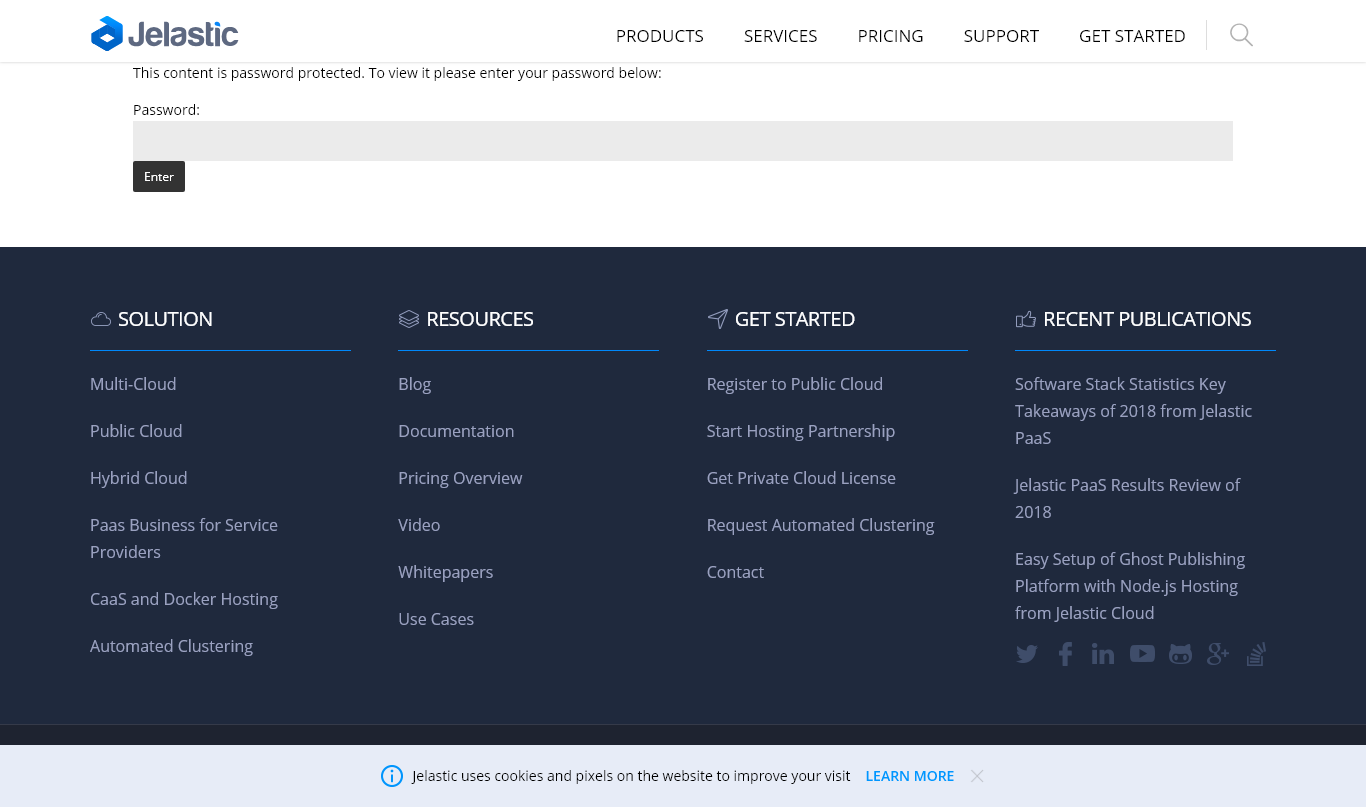 Jelastic
PRODUCTS SERVICES PRICING SUPPORT GET STARTED
This content is password protected. To view it please enter your password below:
Password:
Enter
SOLUTION
Multi-Cloud
Public Cloud
Hybrid Cloud
Paas Business for Service
Providers
CaaS and Docker Hosting
Automated Clustering
RESOURCES
Blog
Documentation
Pricing Overview
Video
Whitepapers
Use Cases
GET STARTED
Register to Public Cloud
Start Hosting Partnership
Get Private Cloud License
Request Automated Clustering
Contact
RECENT PUBLICATIONS
Software Stack Statistics Key
Takeaways of 2018 from Jelastic
PaaS
Jelastic PaaS Results Review of
2018
Easy Setup of Ghost Publishing
Platform with Node.js Hosting
from Jelastic Cloud
Jelastic uses cookies and pixels on the website to improve your visit LEARN MORE